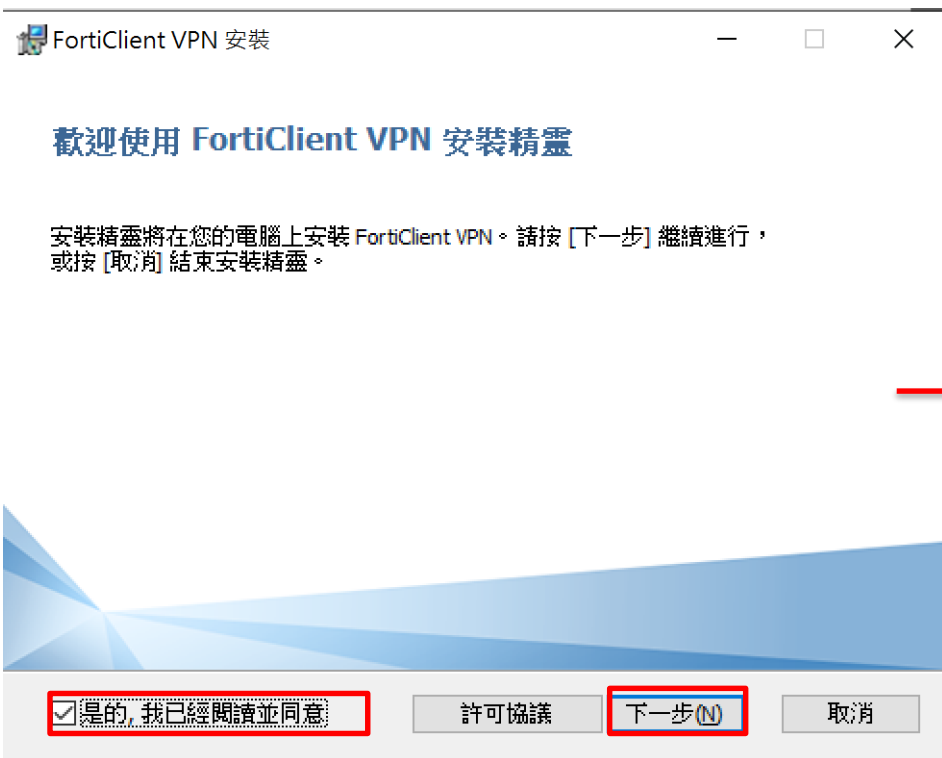 FortiClient VPN 安裝
歡迎使用 FortiClient VPN 安裝精靈
安裝精靈將在您的電腦上安裝 FortiClient VPN。請按 [下一步] 繼續進行，
或按 [取消] 結束安裝精靈。
是的, 我已經閱讀並同意
許可協議
下一步(N)
取消